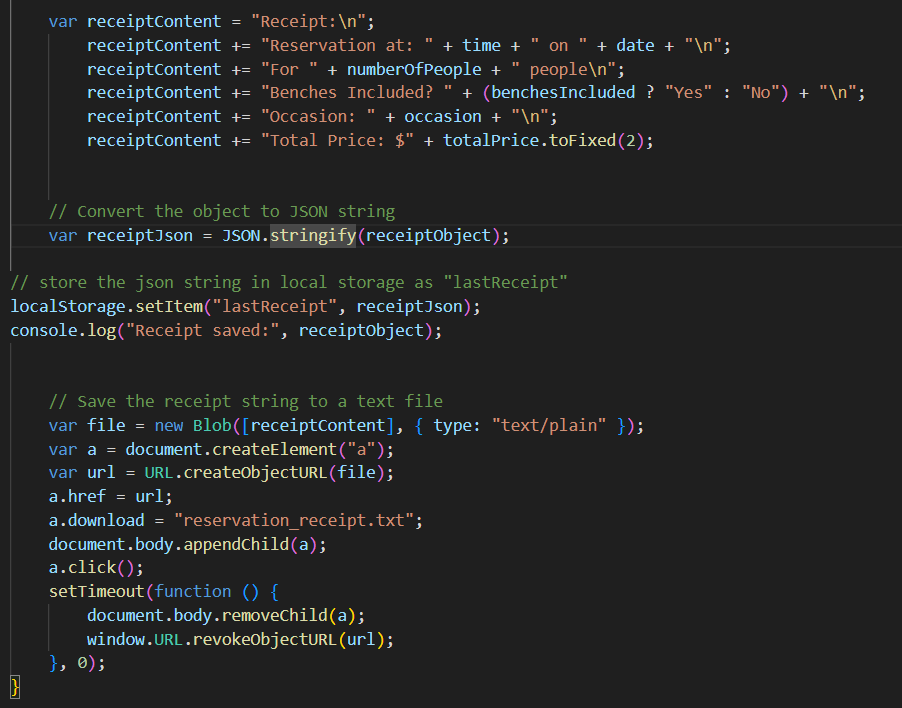 var receiptContent = "Receipt:\n";
receiptContent += "Reservation at: " + time + " on " + date + "\n";
receiptContent += "For " + numberOfPeople + " people\n";
receiptContent += "Benches Included? " + (benchesIncluded ? "Yes" : "No") + "\n";
receiptContent += "Occasion: " + occasion + "\n";
receiptContent += "Total Price: $" + totalPrice.toFixed(2);
// Convert the object to JSON string
var receiptJson = JSON.stringify(receiptObject);
// store the json string in local storage as "lastReceipt"
localStorage.setItem("lastReceipt", receiptJson);
console.log("Receipt saved:", receiptObject);
// Save the receipt string to a text file
var file = new Blob([receiptContent], { type: "text/plain" });
var a = document.createElement("a");
var url = URL.createObjectURL(file);
a.href = url;
a.download = "reservation_receipt.txt";
document.body.appendChild(a);
a.click();
setTimeout(function () {
document.body.removeChild(a);
window.URL.revokeObjectURL(url);
}, 0);
}